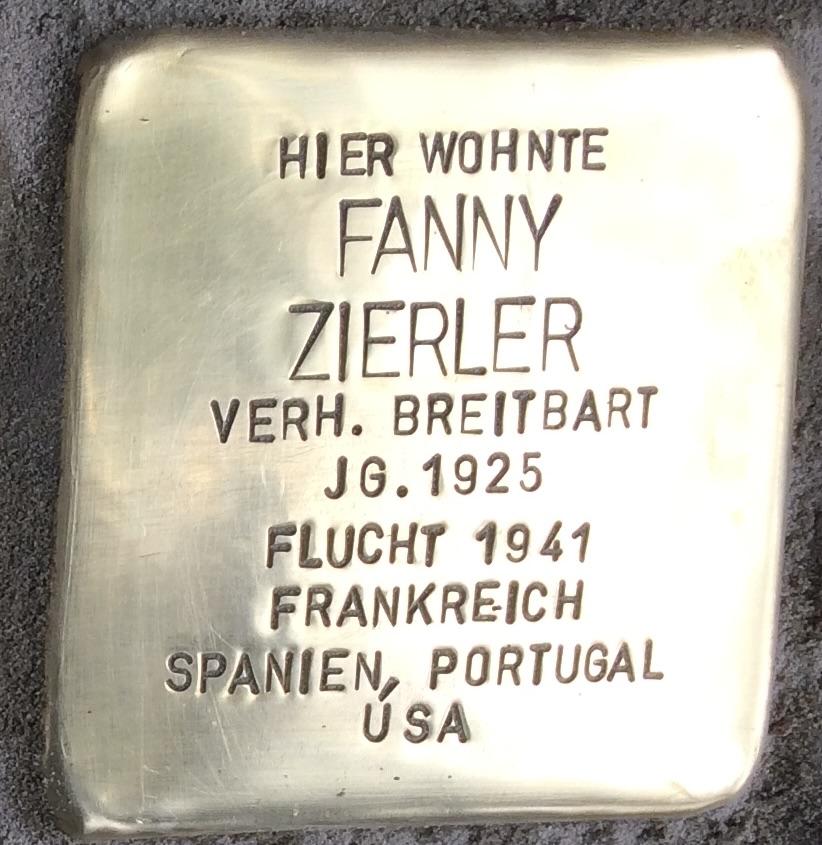 HIER WOHNTE
FANNY
ZIERLER
VERH. BREITBART
JG. 1925
FLUCHT 1941
FRANKREICH
SPANIEN, PORTUGAL
USA